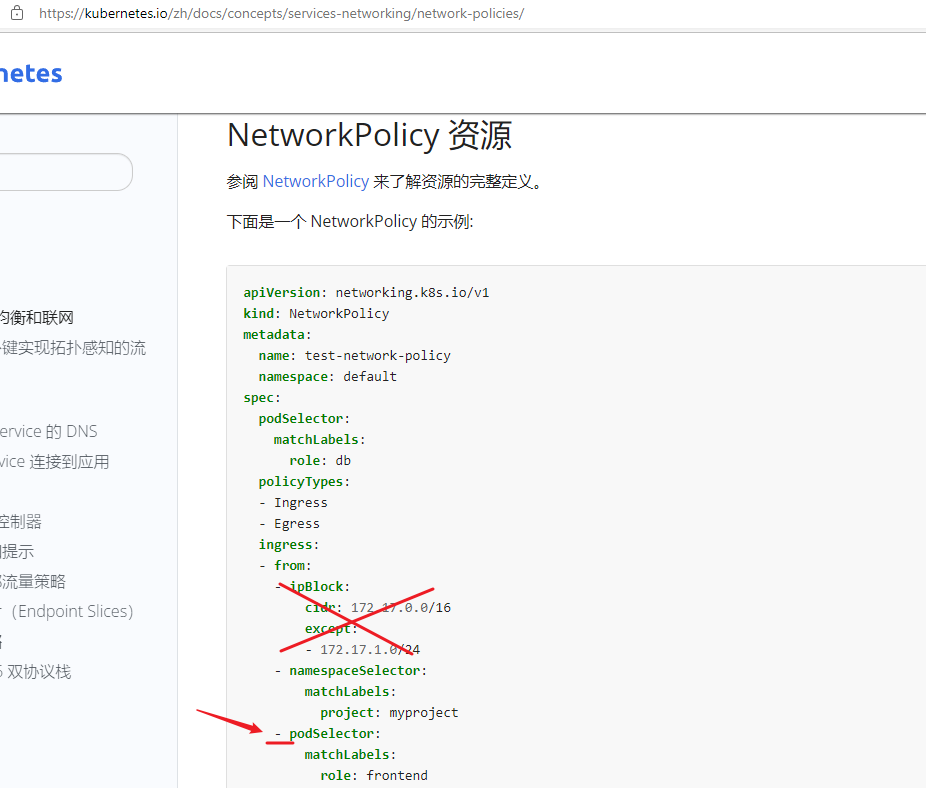 https://kubernetes.io/zh/docs/concepts/services-networking/network-policies/
netes
NetworkPolicy 资源
参阅 NetworkPolicy 来了解资源的完整定义。
下面是一个 NetworkPolicy 的示例:
均衡和联网
键实现拓扑感知的流
ervice 的 DNS
vice 连接到应用
控制器
提示
流量策略
(Endpoint Slices)
双协议栈
apiVersion: networking.k8s.io/v1
kind: NetworkPolicy
metadata:
  name: test-network-policy
  namespace: default
spec:
  podSelector:
    matchLabels:
      role: db
  policyTypes:
  - Ingress
  - Egress
  ingress:
  - from:
    - ipBlock:
        cidr: 172.17.0.0/16
        except:
        - 172.17.1.0/24
    - namespaceSelector:
        matchLabels:
          project: myproject
    - podSelector:
        matchLabels:
          role: frontend